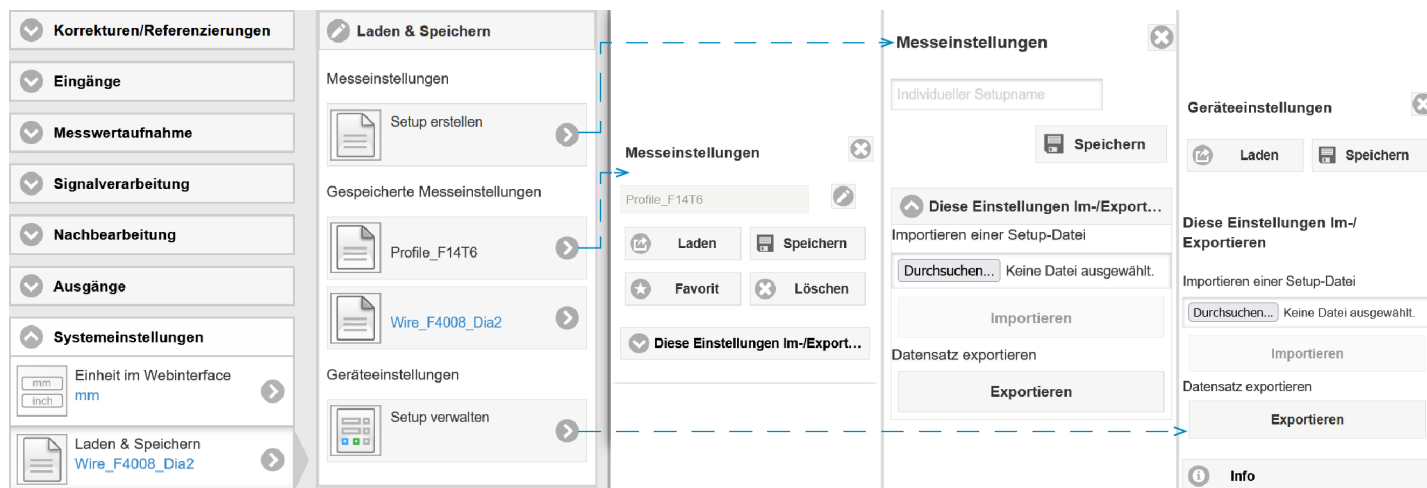 Korrekturen/Referenzierungen
Eingänge
Messwertaufnahme
Signalverarbeitung
Nachbearbeitung
Ausgänge
Systemeinstellungen
mm
inch
Einheit im Webinterface
mm
Laden & Speichern
Wire_F4008_Dia2
Laden & Speichern
Messeinstellungen
Setup erstellen
Gespeicherte Messeinstellungen
Profile_F14T6
Wire_F4008_Dia2
Geräteeinstellungen
Setup verwalten
Messeinstellungen
Profile_F14T6
Laden
Speichern
Favorit
Löschen
Diese Einstellungen Im-/Export...
Messeinstellungen
Individueller Setupname
Speichern
Diese Einstellungen Im-/Export...
Importieren einer Setup-Datei
Durchsuchen... Keine Datei ausgewählt.
Importieren
Datensatz exportieren
Exportieren
Geräteeinstellungen
Laden
Speichern
Diese Einstellungen Im-/
Exportieren
Importieren einer Setup-Datei
Durchsuchen... Keine Datei ausgewählt.
Importieren
Datensatz exportieren
Exportieren
Info